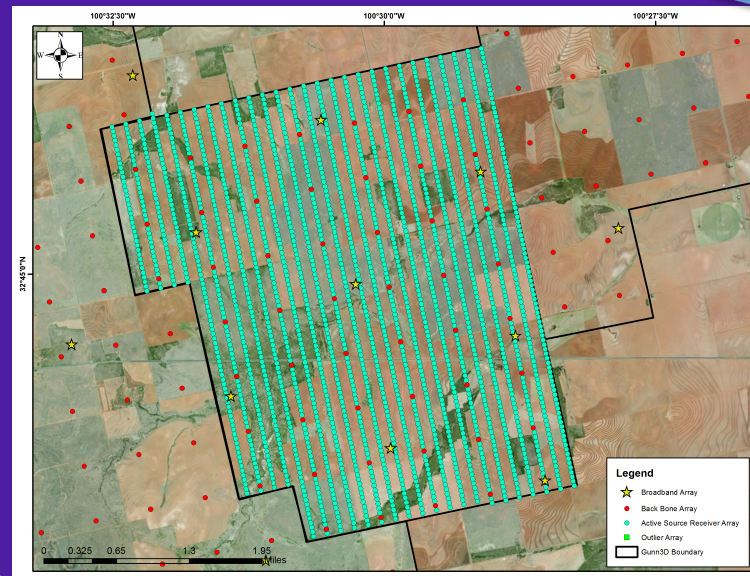 100°32'30"W 100°30'0"W 100°27'30"W
N
W E
S
32°45'0"N
Legend
Broadband Array
Back Bone Array
Active Source Receiver Array
Outlier Array
Gunn3D Boundary
0 0.325 0.65 1.3 1.95
Miles